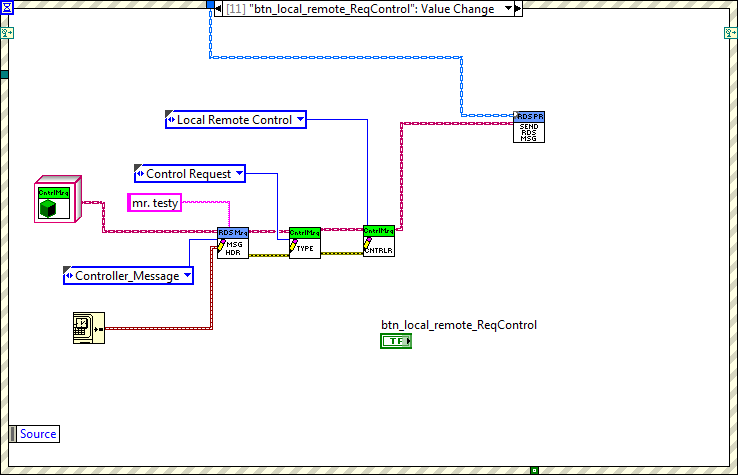 [11] "btn_local_remote_ReqControl": Value Change
RDS PR
SEND
RDS
MSG
Local Remote Control
Control Request
CntrlMsg
mr. testy
RDS Msg
MSG
HDR
CntrlMsg
TYPE
CntrlMsg
CNTRLR
Controller_Message
btn_local_remote_ReqControl
TF
Source